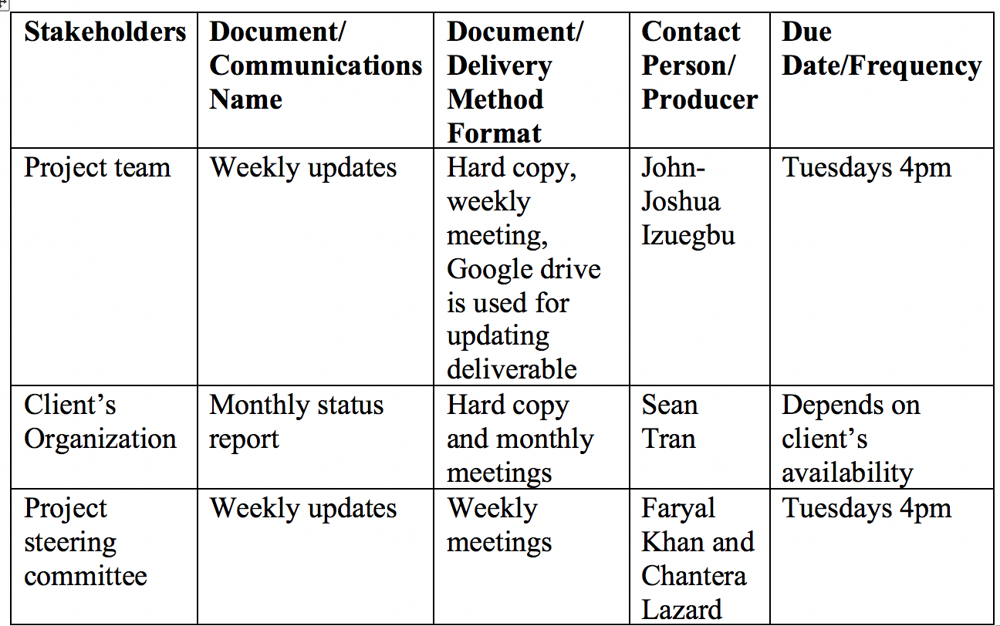 Stakeholders
Document/
Communications
Name
Document/
Delivery
Method
Format
Contact
Person/
Producer
Due
Date/Frequency
Project team
Weekly updates
Hard copy,
weekly
meeting,
Google drive
is used for
updating
deliverable
John-
Joshua
Izuegbu
Tuesdays 4pm
Client’s
Organization
Monthly status
report
Hard copy
and monthly
meetings
Sean
Tran
Depends on
client’s
availability
Project
steering
committee
Weekly updates
Weekly
meetings
Faryal
Khan and
Chantera
Lazard
Tuesdays 4pm